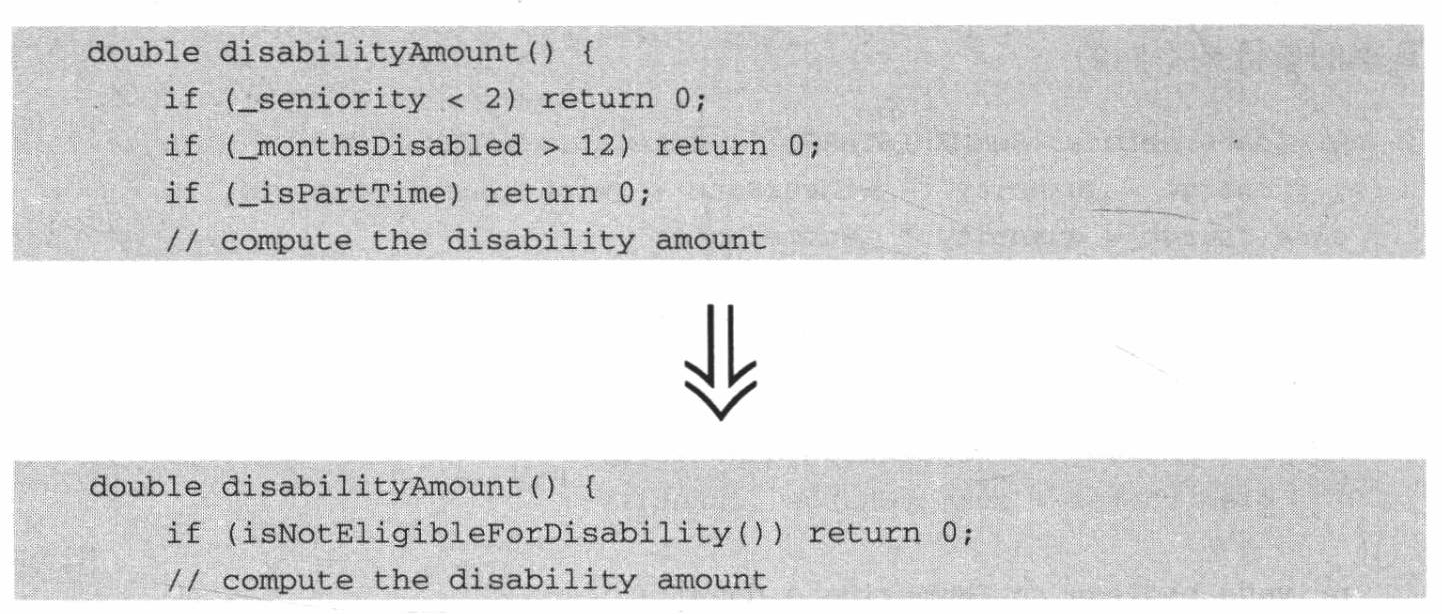 double disabilityAmount() {
if (_seniority < 2) return 0;
if (_monthsDisabled > 12) return 0;
if (_isPartTime) return 0;
// compute the disability amount
double disabilityAmount() {
if (isNotEligibleForDisability()) return 0;
// compute the disability amount